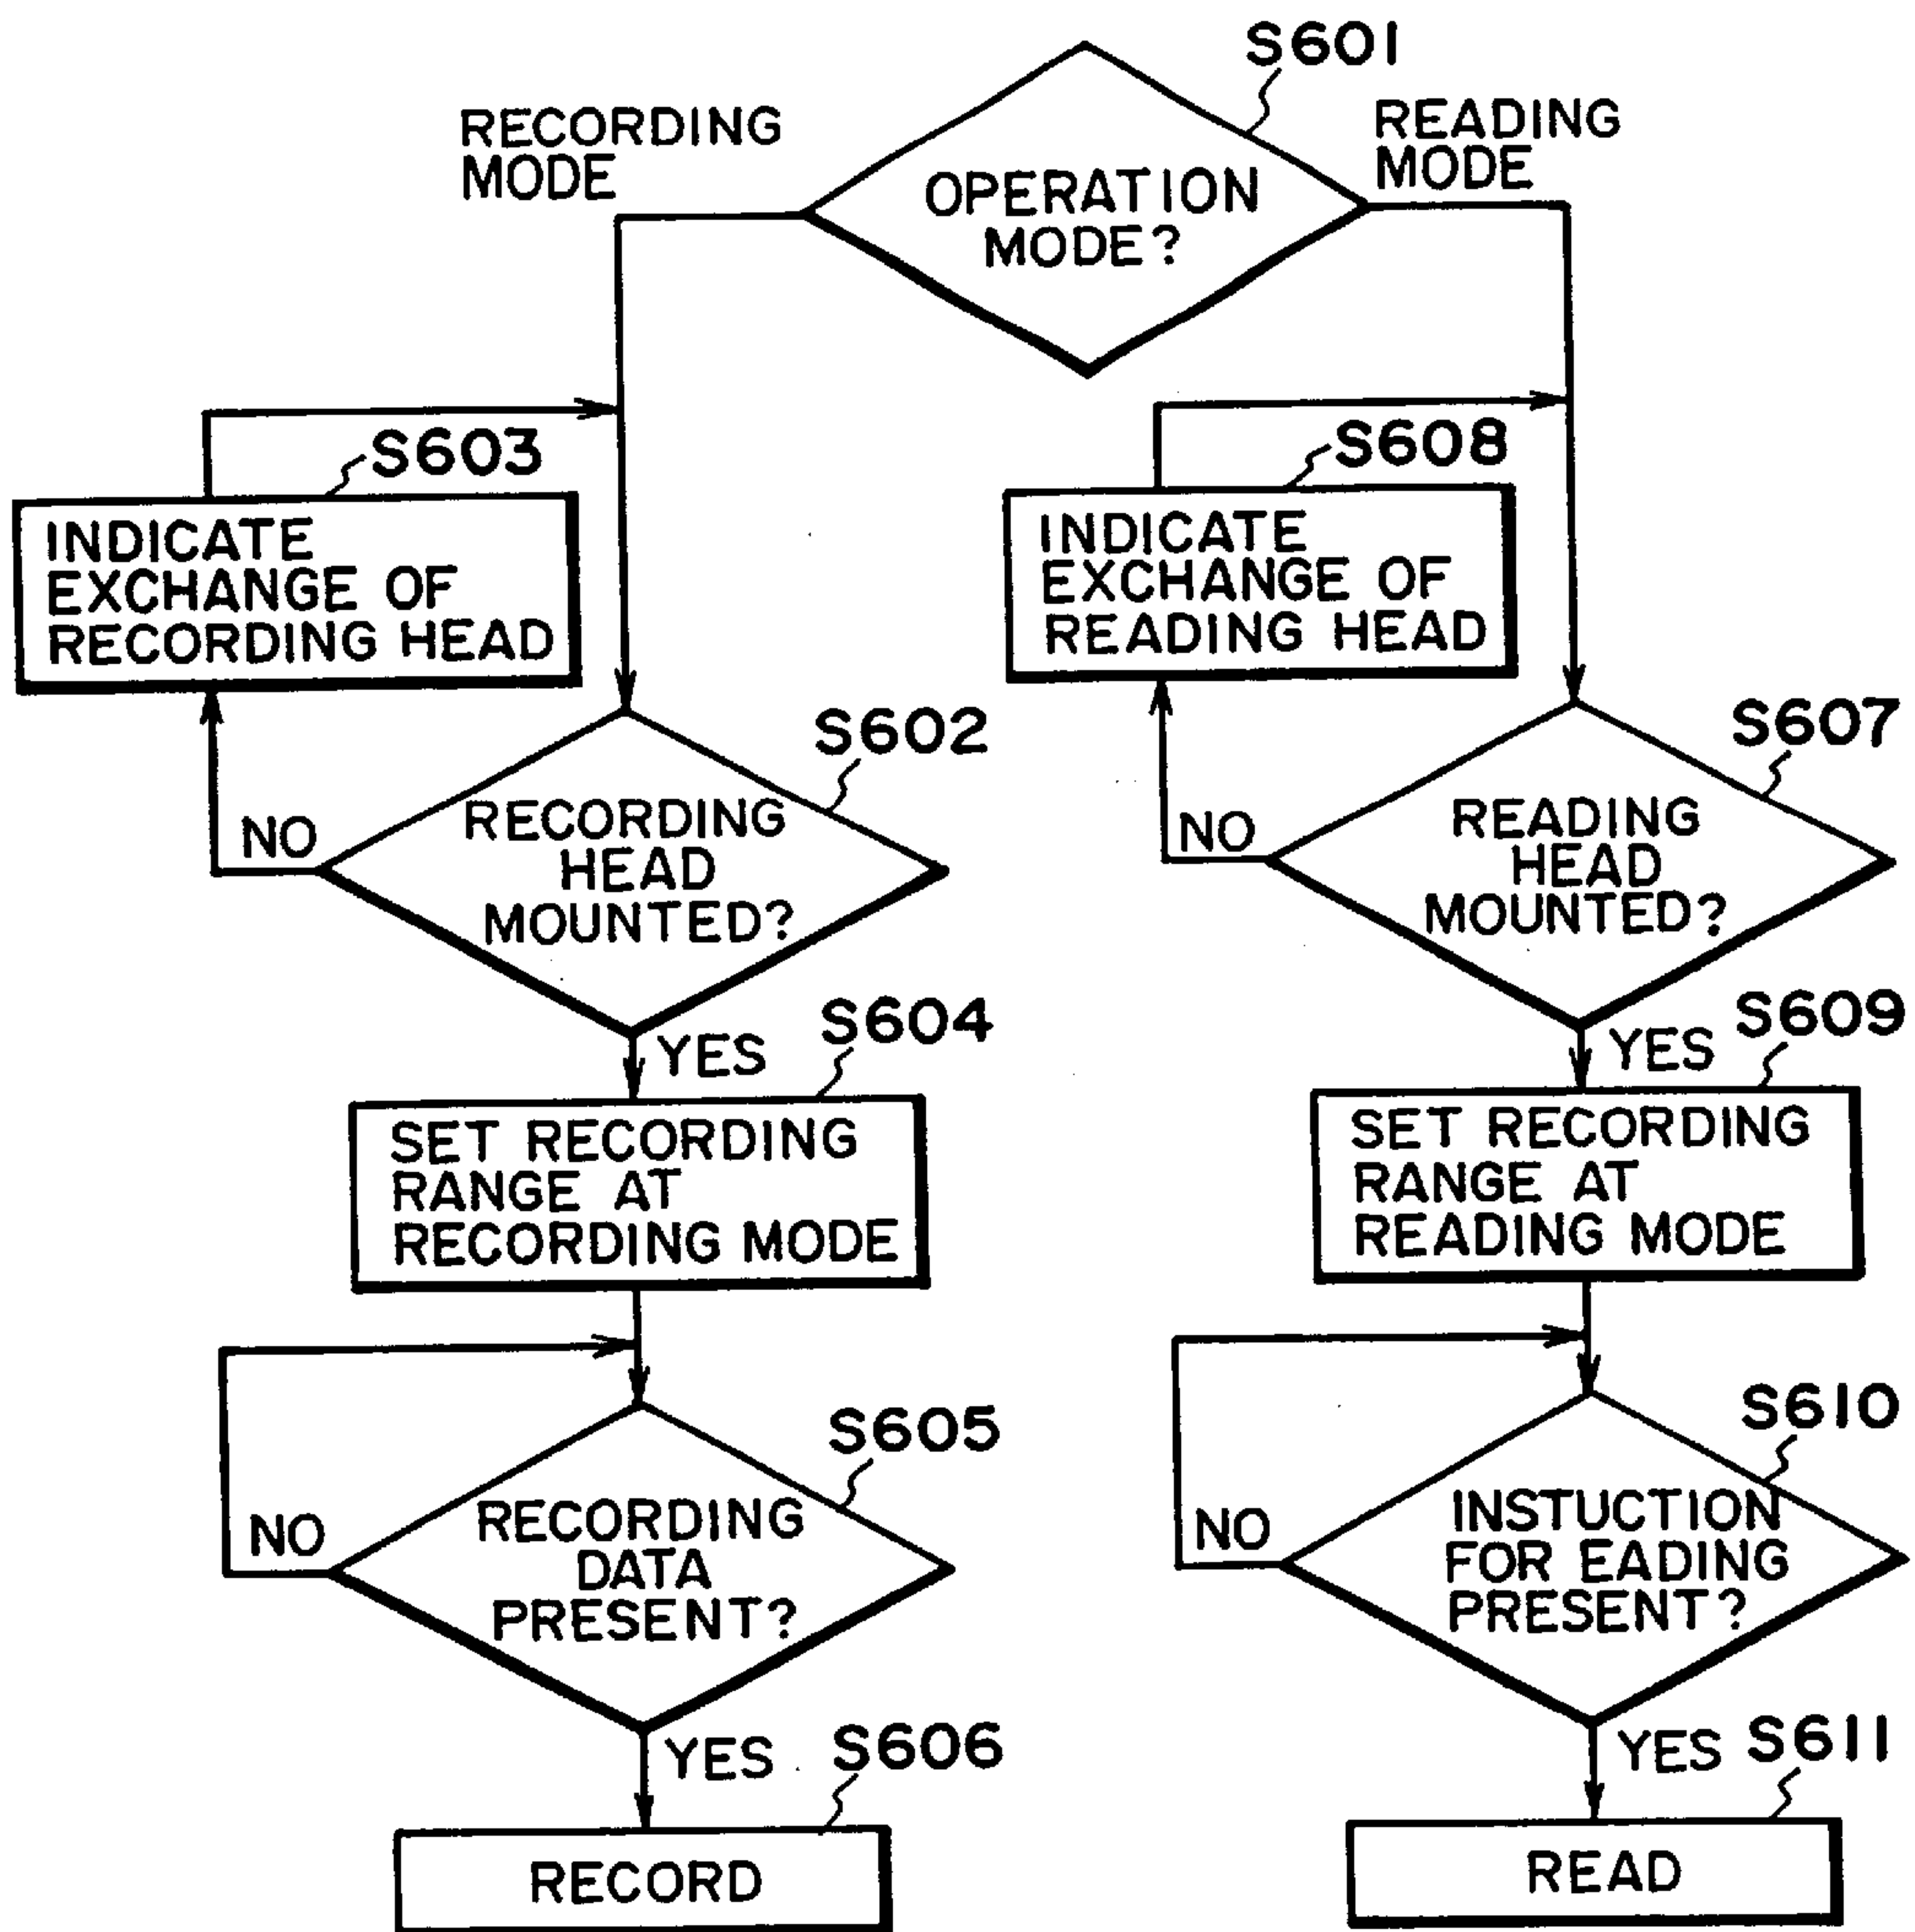 S601
RECORDING
MODE
READING
MODE
OPERATION
MODE?
S603
S608
INDICATE
EXCHANGE OF
RECORDING HEAD
INDICATE
EXCHANGE OF
READING HEAD
S602
S607
NO
RECORDING
HEAD
MOUNTED?
NO
READING
HEAD
MOUNTED?
YES
S604
YES
S609
SET RECORDING
RANGE AT
RECORDING MODE
SET RECORDING
RANGE AT
READING MODE
S605
S610
NO
RECORDING
DATA
PRESENT?
NO
INSTUCTION
FOR EADING
PRESENT?
YES
S606
YES
S611
RECORD
READ